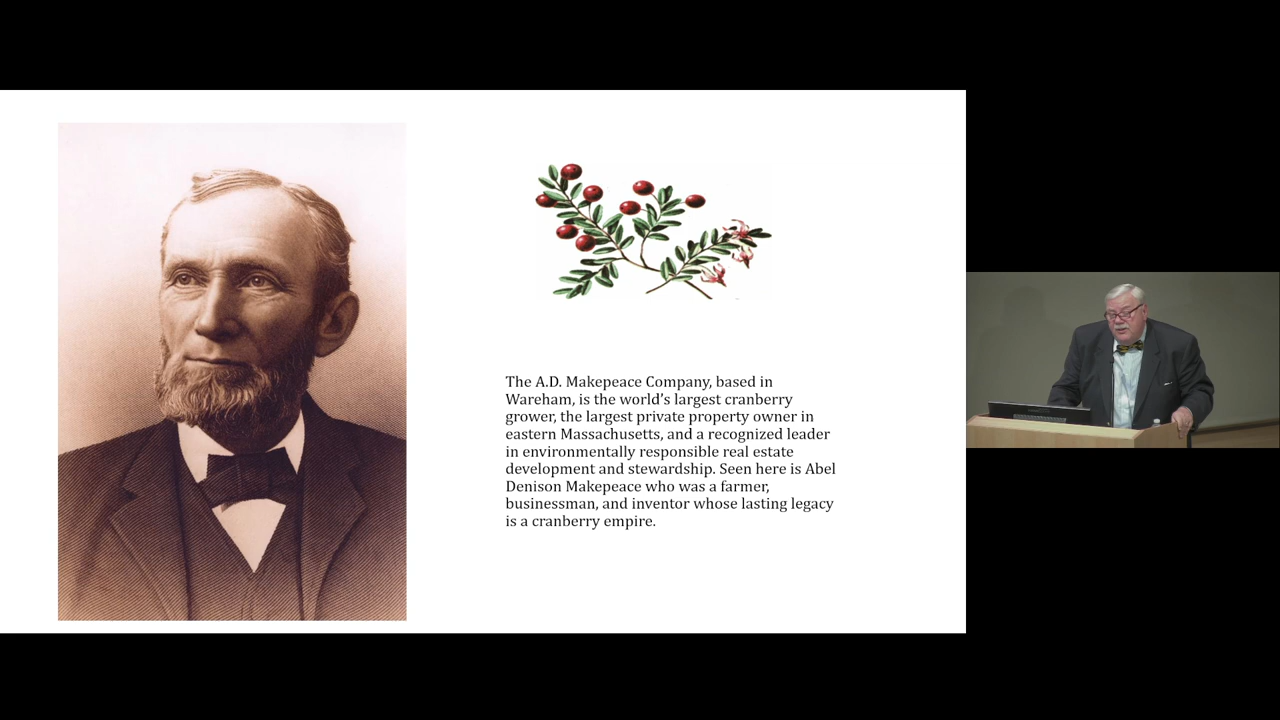 The A.D. Makepeace Company, based in
Wareham, is the world's largest cranberry
grower, the largest private property owner in
eastern Massachusetts, and a recognized leader
in environmentally responsible real estate
development and stewardship. Seen here is Abel
Denison Makepeace who was a farmer,
businessman, and inventor whose lasting legacy
is a cranberry empire.